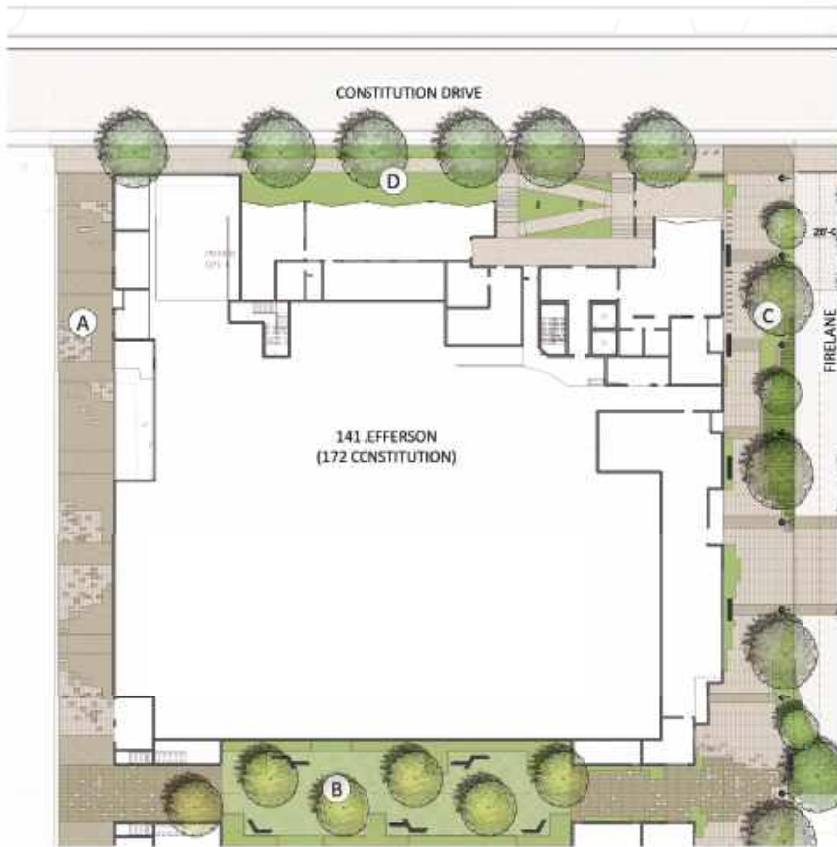 CONSTITUTION DRIVE
D
A
C
FIRELANE
141 JEFFERSON
(172 CONSTITUTION)
B